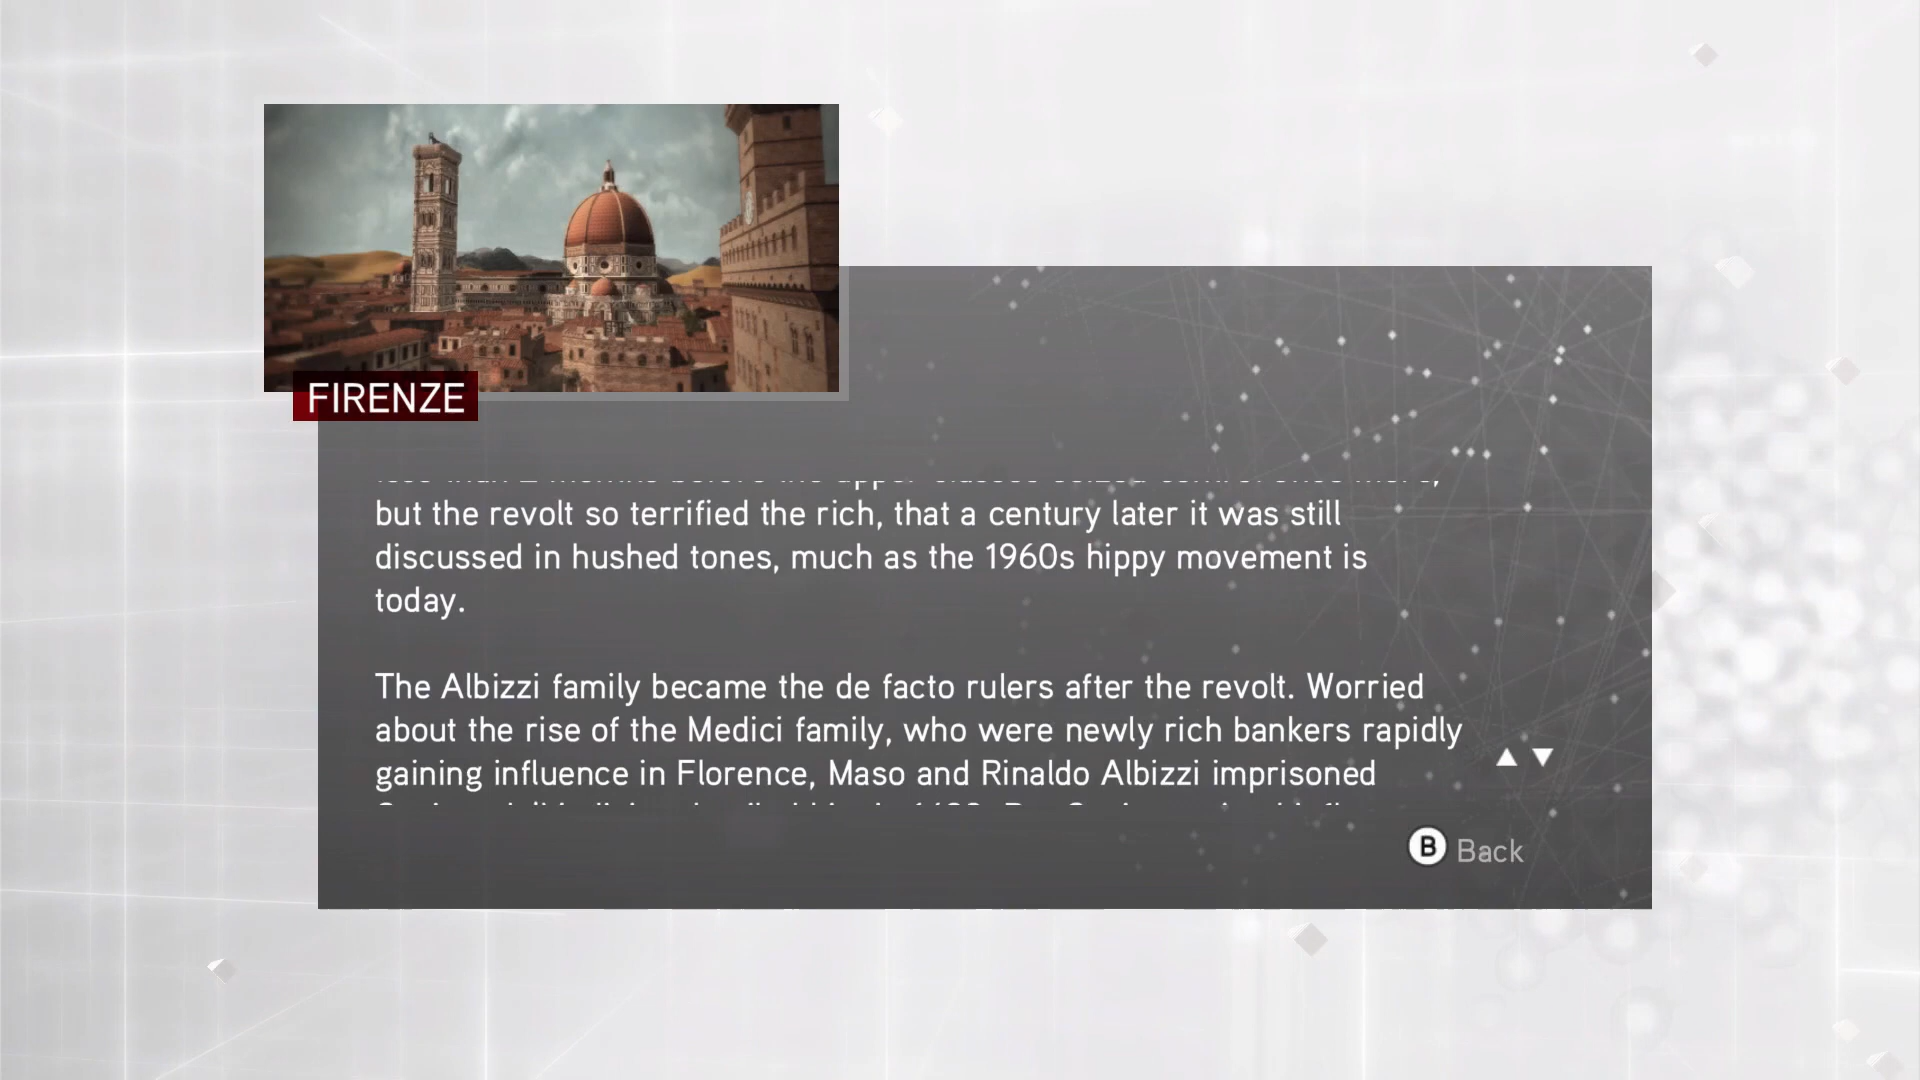 FIRENZE
but the revolt so terrified the rich, that a century later it was still
discussed in hushed tones, much as the 1960s hippy movement is
today.
The Albizzi family became the de facto rulers after the revolt. Worried
about the rise of the Medici family, who were newly rich bankers rapidly
gaining influence in Florence, Maso and Rinaldo Albizzi imprisoned
B Back